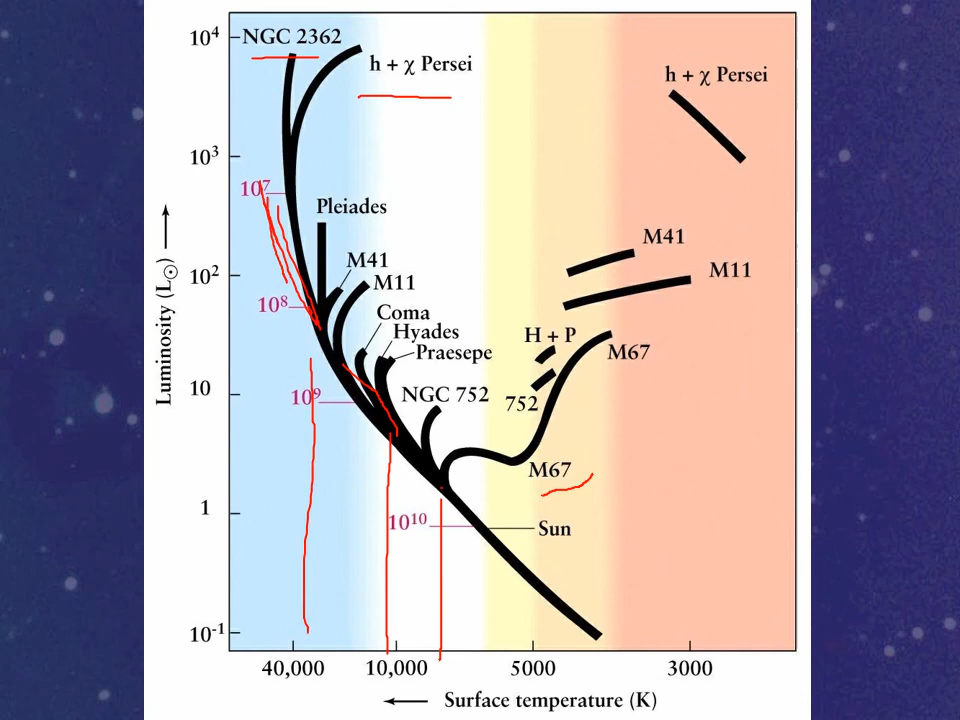 10⁴
NGC 2362
h + χ Persei
h + χ Persei
10³
10⁷
Pleiades
M41
M41
M11
M11
10²
10⁸
Coma
Hyades
Praesepe
H + P
M67
10
10⁹
NGC 752
752
M67
1
10¹⁰
Sun
10⁻¹
Luminosity (L☉)
40,000 10,000 5000 3000
Surface temperature (K)